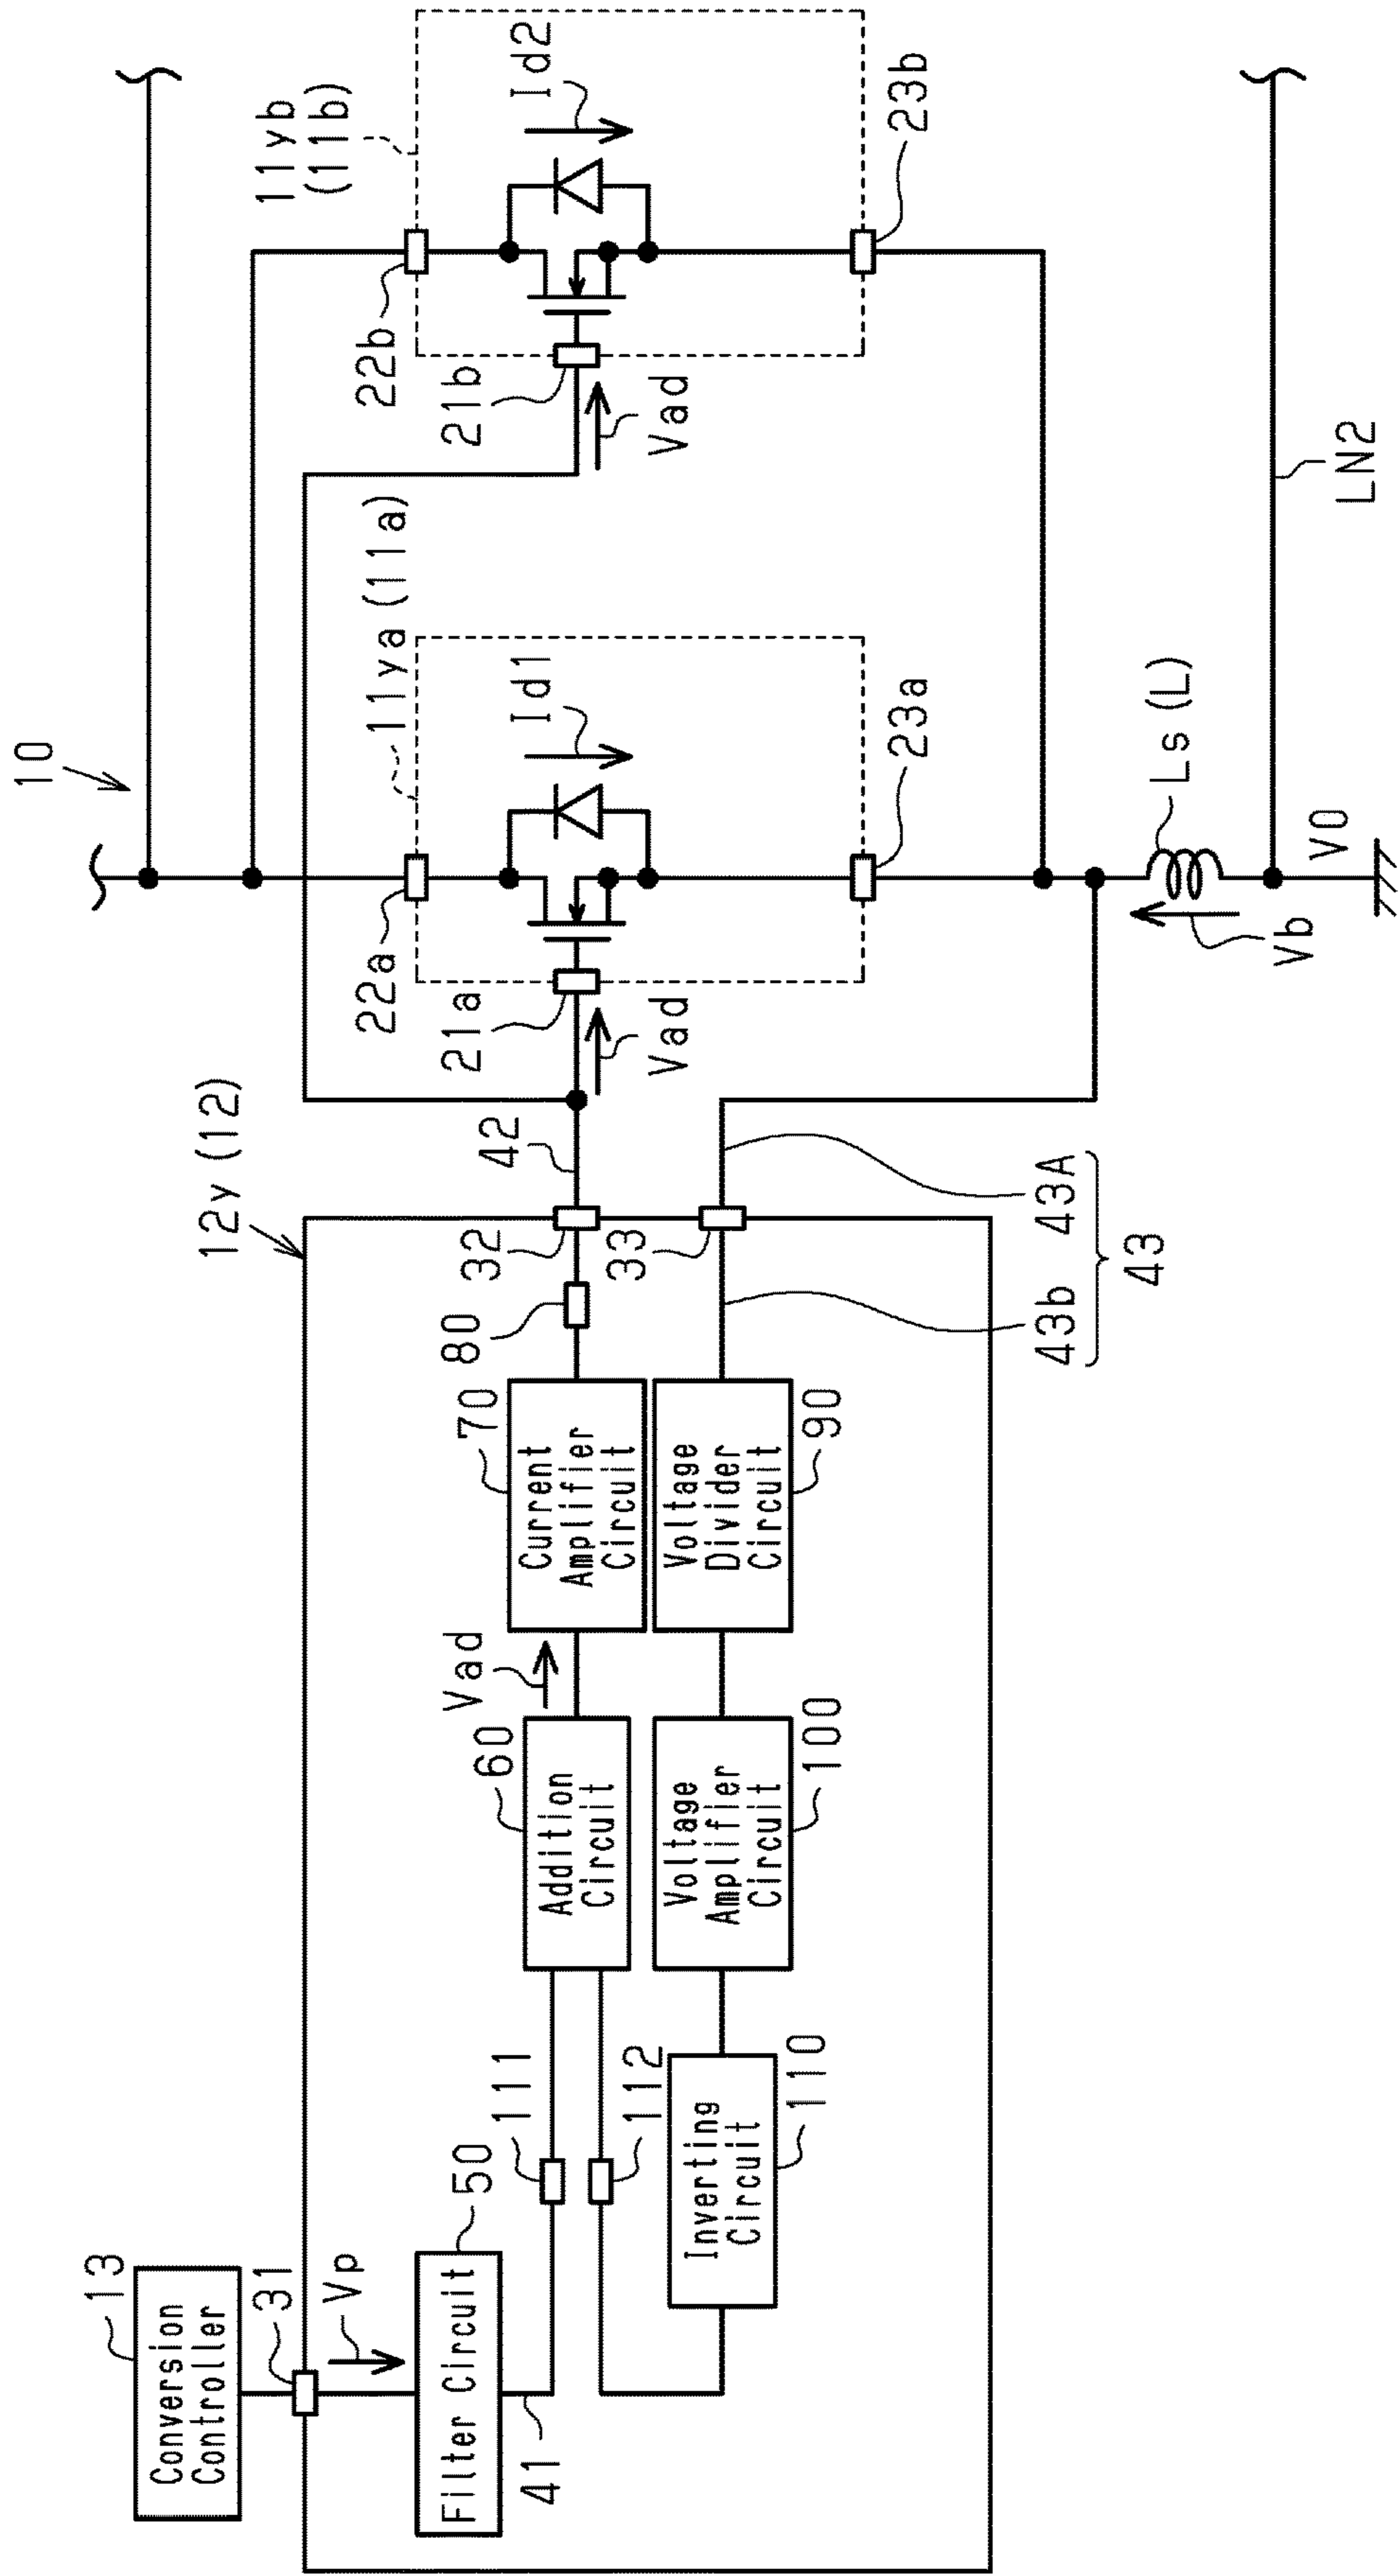 10
12y (12)
11ya (11a)
11yb
(11b)
Conversion
Controller
13
31
Vp
Filter Circuit
50
41
111
112
Inverting
Circuit
110
Addition
Circuit
60
Vad
Voltage
Amplifier
Circuit
100
Current
Amplifier
Circuit
70
Voltage
Divider
Circuit
90
80
32
33
42
43b
43A
43
21a
Vad
22a
Id1
23a
21b
Vad
22b
Id2
23b
Ls (L)
Vb
V0
LN2